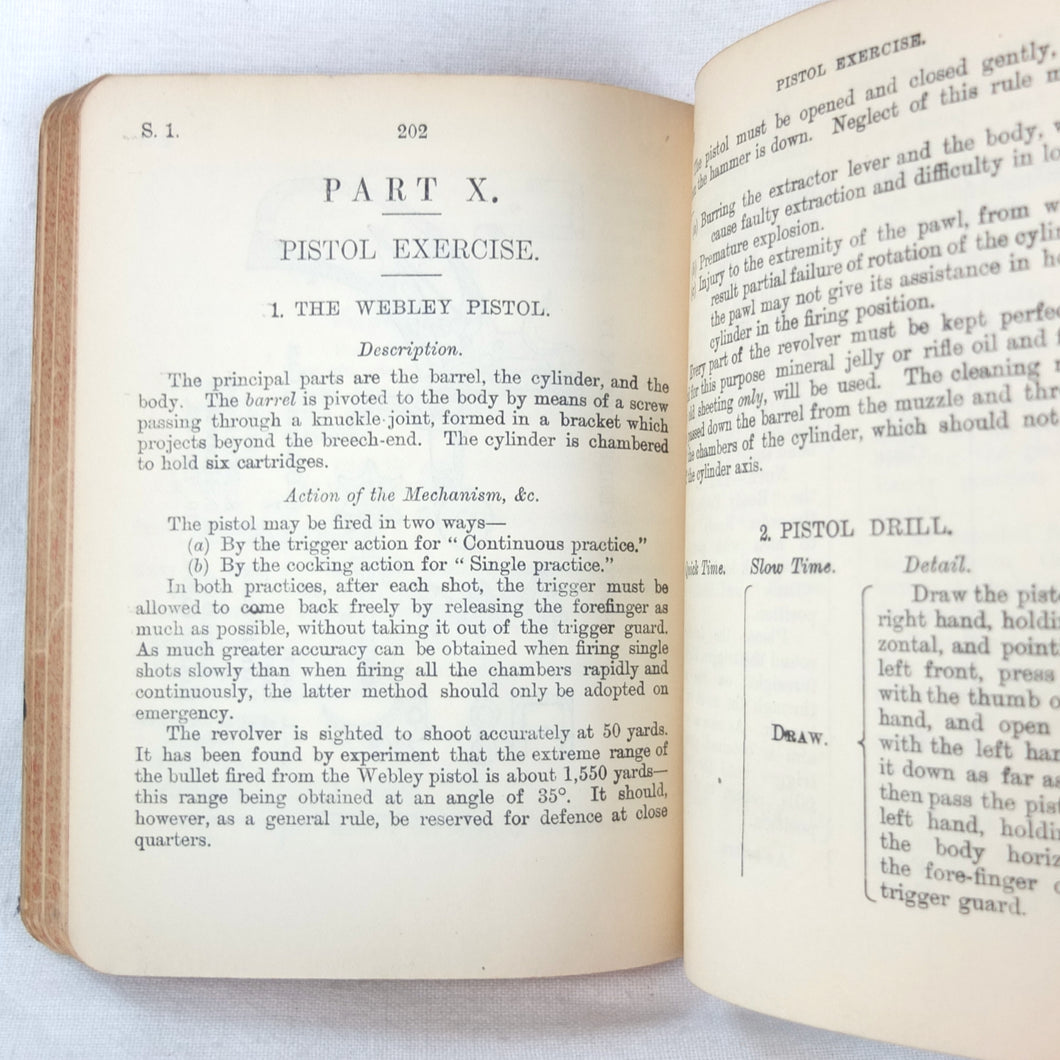 S. 1.
202
PART X.
PISTOL EXERCISE.
1. THE WEBLEY PISTOL.
Description.
The principal parts are the barrel, the cylinder, and the
body. The barrel is pivoted to the body by means of a screw
passing through a knuckle-joint, formed in a bracket which
projects beyond the breech-end. The cylinder is chambered
to hold six cartridges.
Action of the Mechanism, &c.
The pistol may be fired in two ways—
(a) By the trigger action for "Continuous practice."
(b) By the cocking action for "Single practice."
In both practices, after each shot, the trigger must be
allowed to come back freely by releasing the forefinger as
much as possible, without taking it out of the trigger guard.
As much greater accuracy can be obtained when firing single
shots slowly than when firing all the chambers rapidly and
continuously, the latter method should only be adopted on
emergency.
The revolver is sighted to shoot accurately at 50 yards.
It has been found by experiment that the extreme range of
the bullet fired from the Webley pistol is about 1,550 yards—
this range being obtained at an angle of 35°. It should,
however, as a general rule, be reserved for defence at close
quarters.
PISTOL EXERCISE.
The pistol must be opened and closed gently,
the hammer is down. Neglect of this rule
Burring the extractor lever and the body,
cause faulty extraction and difficulty in
Premature explosion.
Injury to the extremity of the pawl, from
result partial failure of rotation of the
the pawl may not give its assistance in
cylinder in the firing position.
Every part of the revolver must be kept
for this purpose mineral jelly or rifle oil and
sheeting only, will be used. The cleaning
down the barrel from the muzzle and
the chambers of the cylinder, which should not
the cylinder axis.
2. PISTOL DRILL.
Time. Slow Time. Detail.
DRAW.
Draw the
right hand,
zontal, and
left front, press
with the thumb
hand, and open
with the left
it down as far as
then pass the
left hand,
the body
the fore-finger
trigger guard.